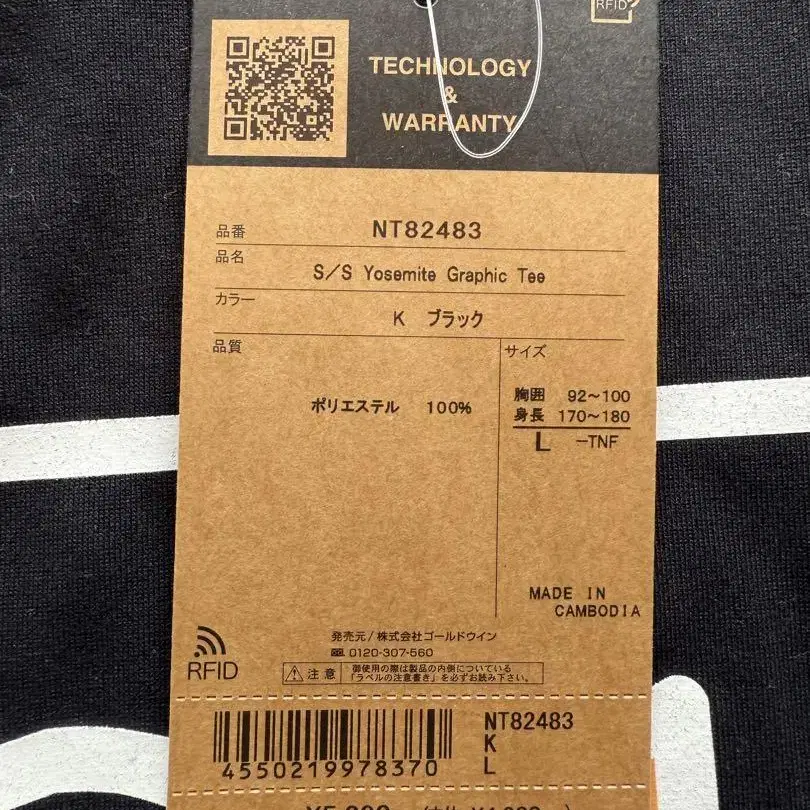 RFID
TECHNOLOGY
&
WARRANTY
品番 NT82483
品名
S/S Yosemite Graphic Tee
カラー
K ブラック
品質
サイズ
ポリエステル 100%
胸囲 92~100
身長 170~180
L -TNF
MADE IN
CAMBODIA
RFID
発売元/株式会社ゴールドウイン
0120-307-560
注意 御使用の際は製品の内側についている
「ラベルの注意書き」を必ずお読み下さい。
NT82483
K
L
4550219978370